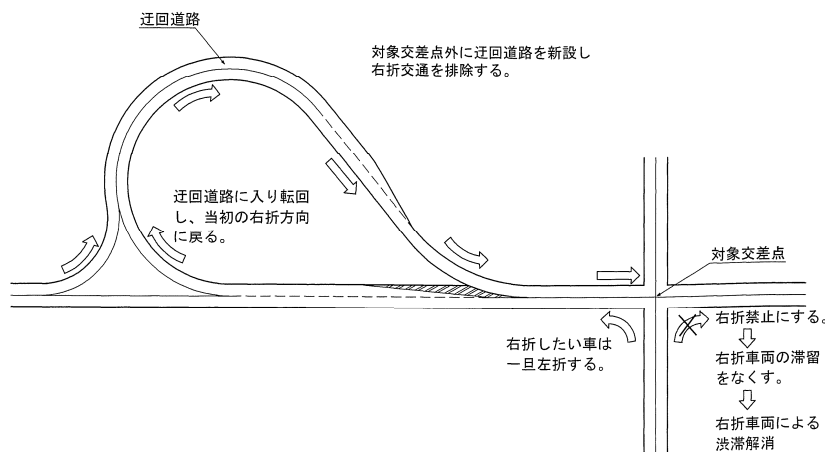 迂回道路
対象交差点外に迂回道路を新設し
右折交通を排除する。
迂回道路に入り転回
し、当初の右折方向
に戻る。
対象交差点
右折したい車は
一旦左折する。
右折禁止にする。
右折車両の滞留
をなくす。
右折車両による
渋滞解消